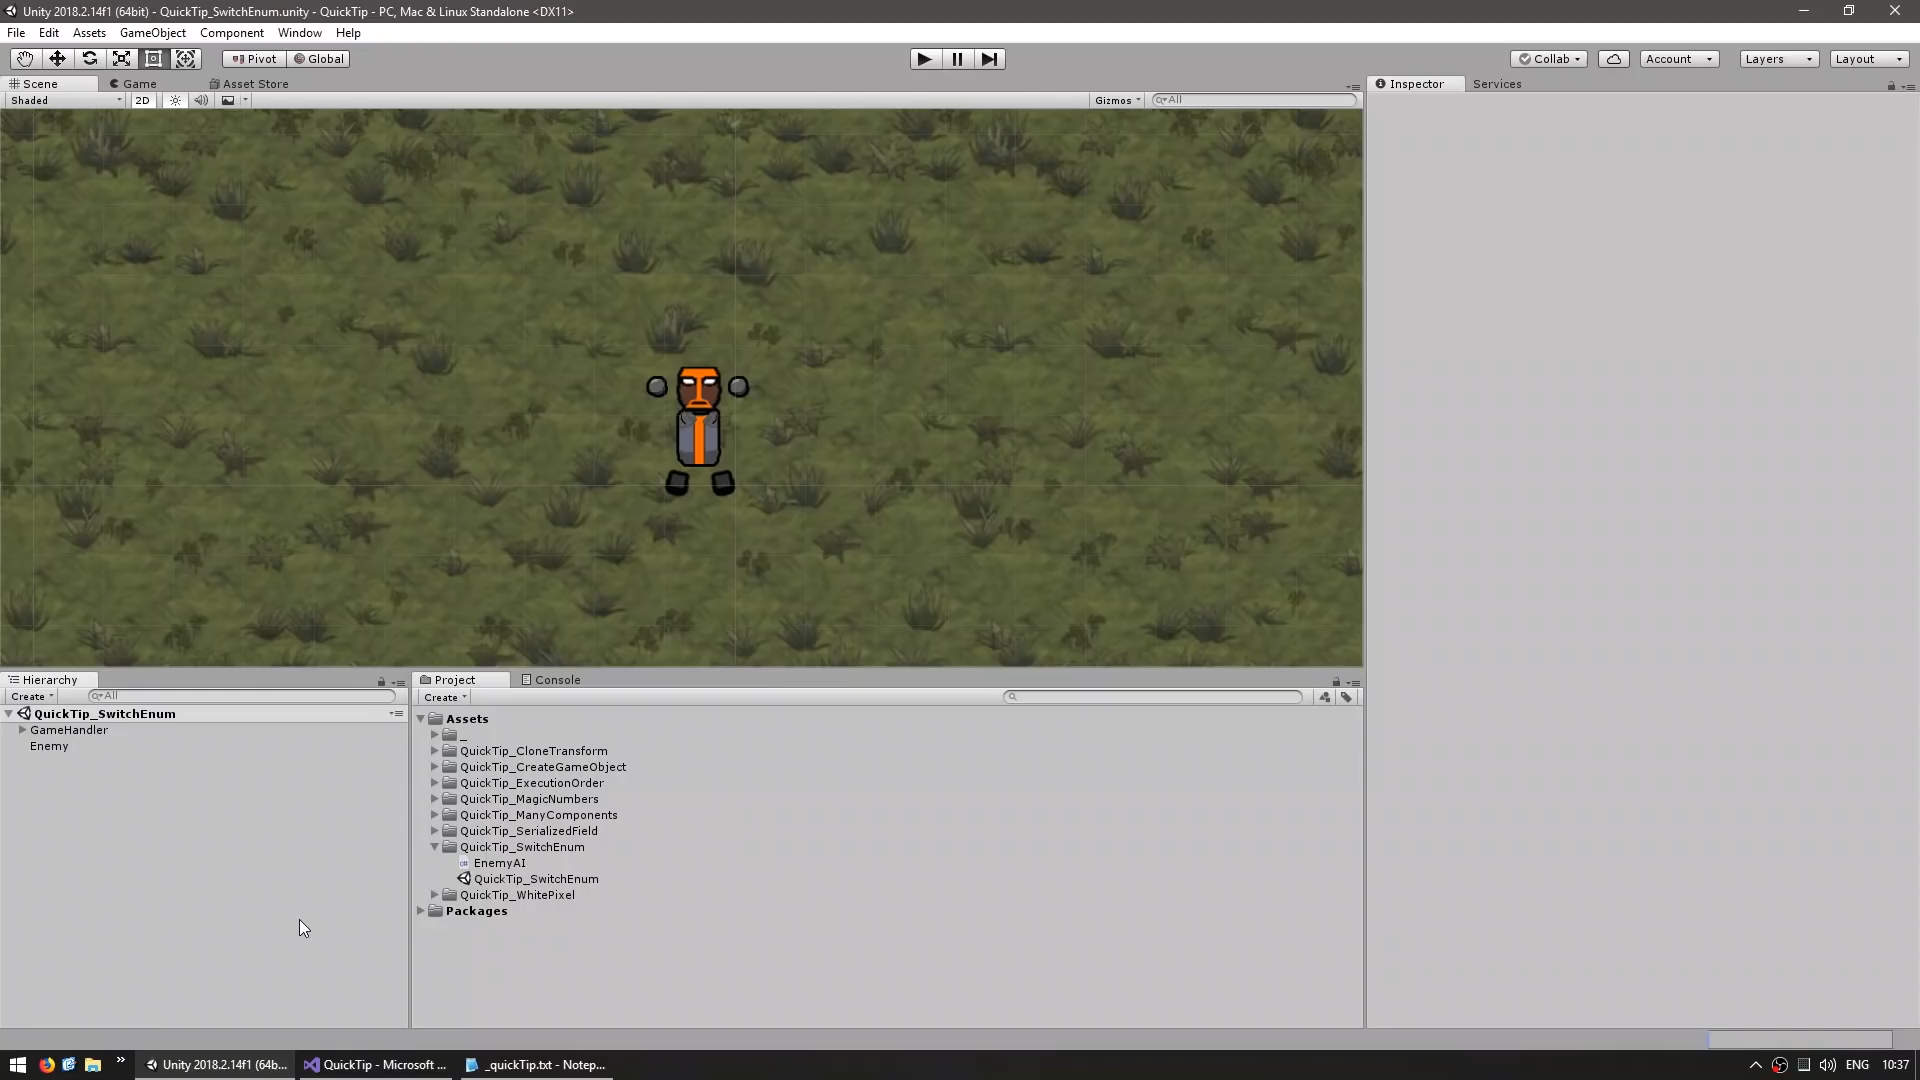 Unity 2018.2.14f1 (64bit) - QuickTip_SwitchEnum.unity - QuickTip - PC, Mac & Linux Standalone <DX11>
File Edit Assets GameObject Component Window Help
Pivot Global Collab Account Layers Layout
Scene Game Asset Store Inspector Services
Shaded 2D Gizmos All
Hierarchy Project Console
Create All Create
QuickTip_SwitchEnum
GameHandler
Enemy
Assets
_
QuickTip_CloneTransform
QuickTip_CreateGameObject
QuickTip_ExecutionOrder
QuickTip_MagicNumbers
QuickTip_ManyComponents
QuickTip_SerializedField
QuickTip_SwitchEnum
EnemyAI
QuickTip_SwitchEnum
QuickTip_WhitePixel
Packages
Unity 2018.2.14f1 (64b... QuickTip - Microsoft ... _quickTip.txt - Notep... ENG 10:37